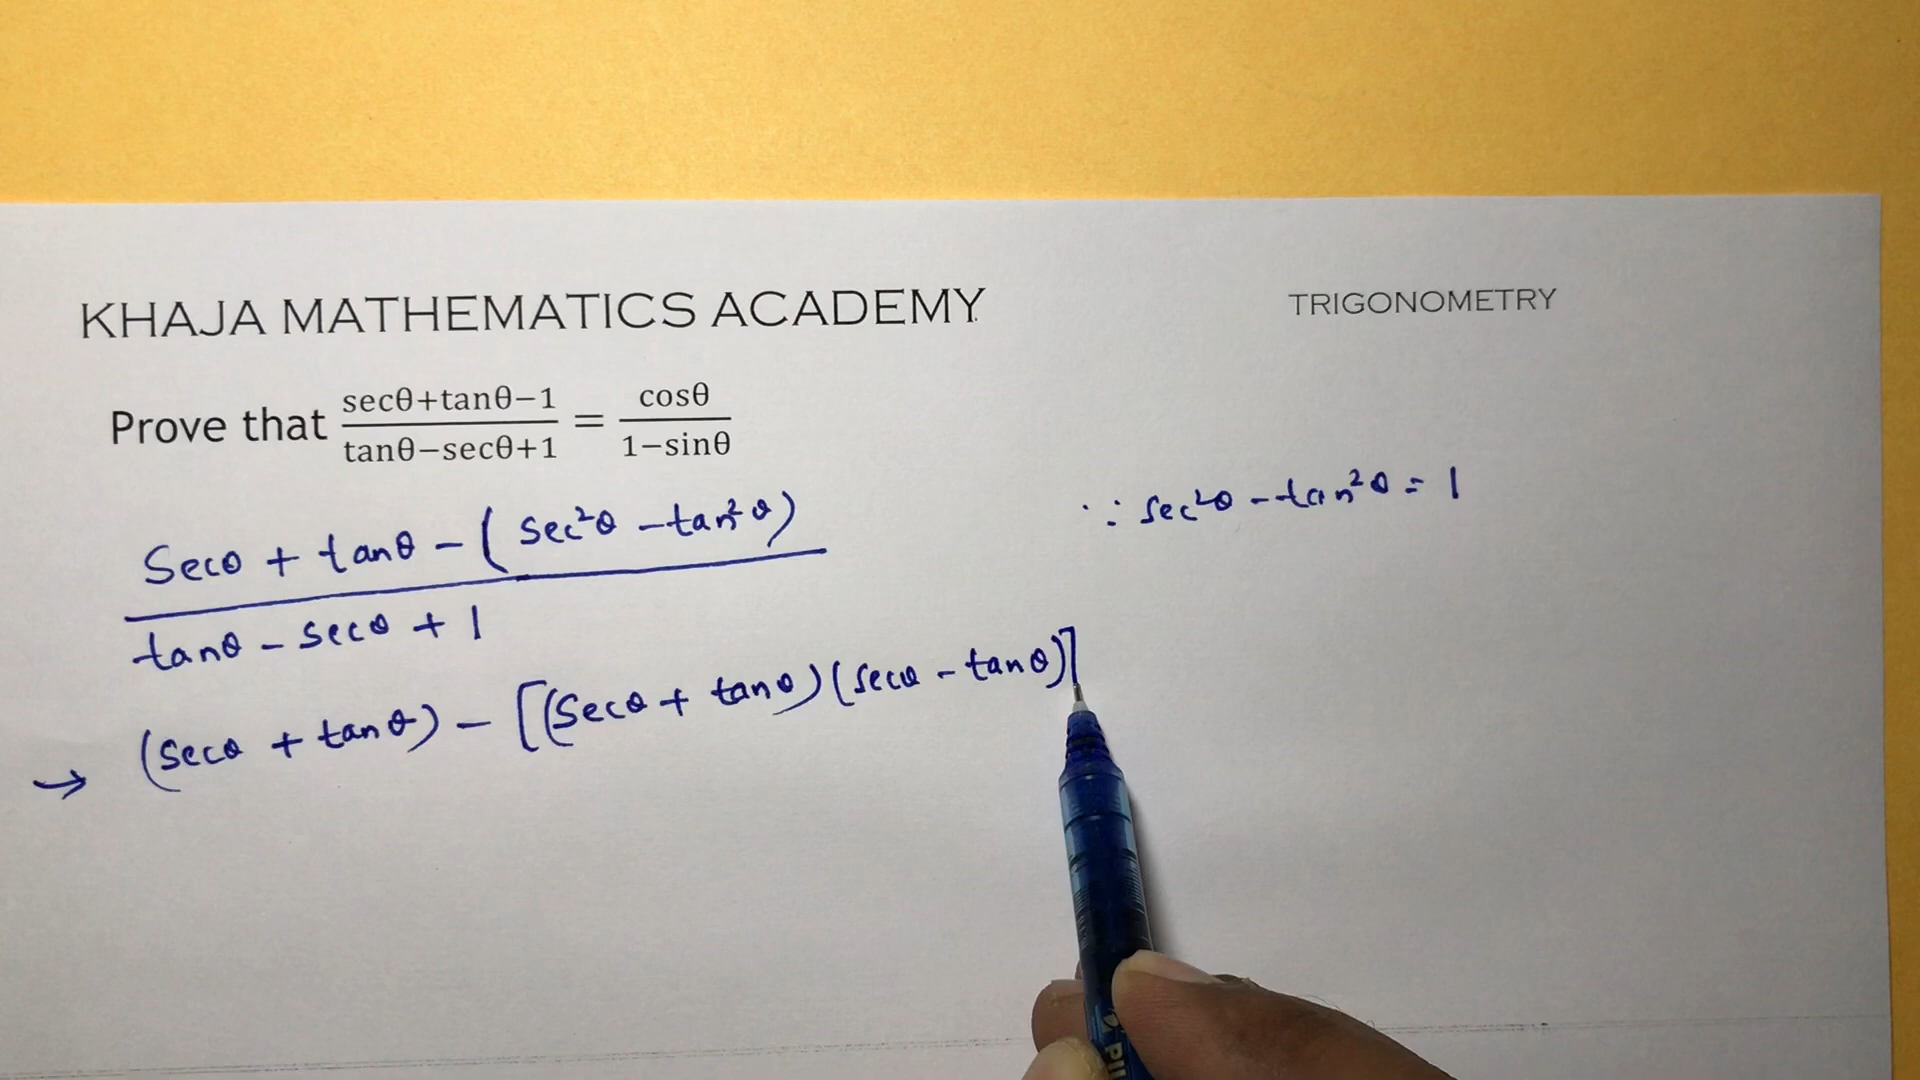 KHAJA MATHEMATICS ACADEMY.
TRIGONOMETRY
Prove that (secθ+tanθ−1)/(tanθ−secθ+1) = cosθ/(1−sinθ)
∵ sec²θ - tan²θ = 1
Secθ + tanθ - (sec²θ - tan²θ)
tanθ - secθ + 1
→ (secθ + tanθ) - [(secθ + tanθ)(secθ - tanθ)]